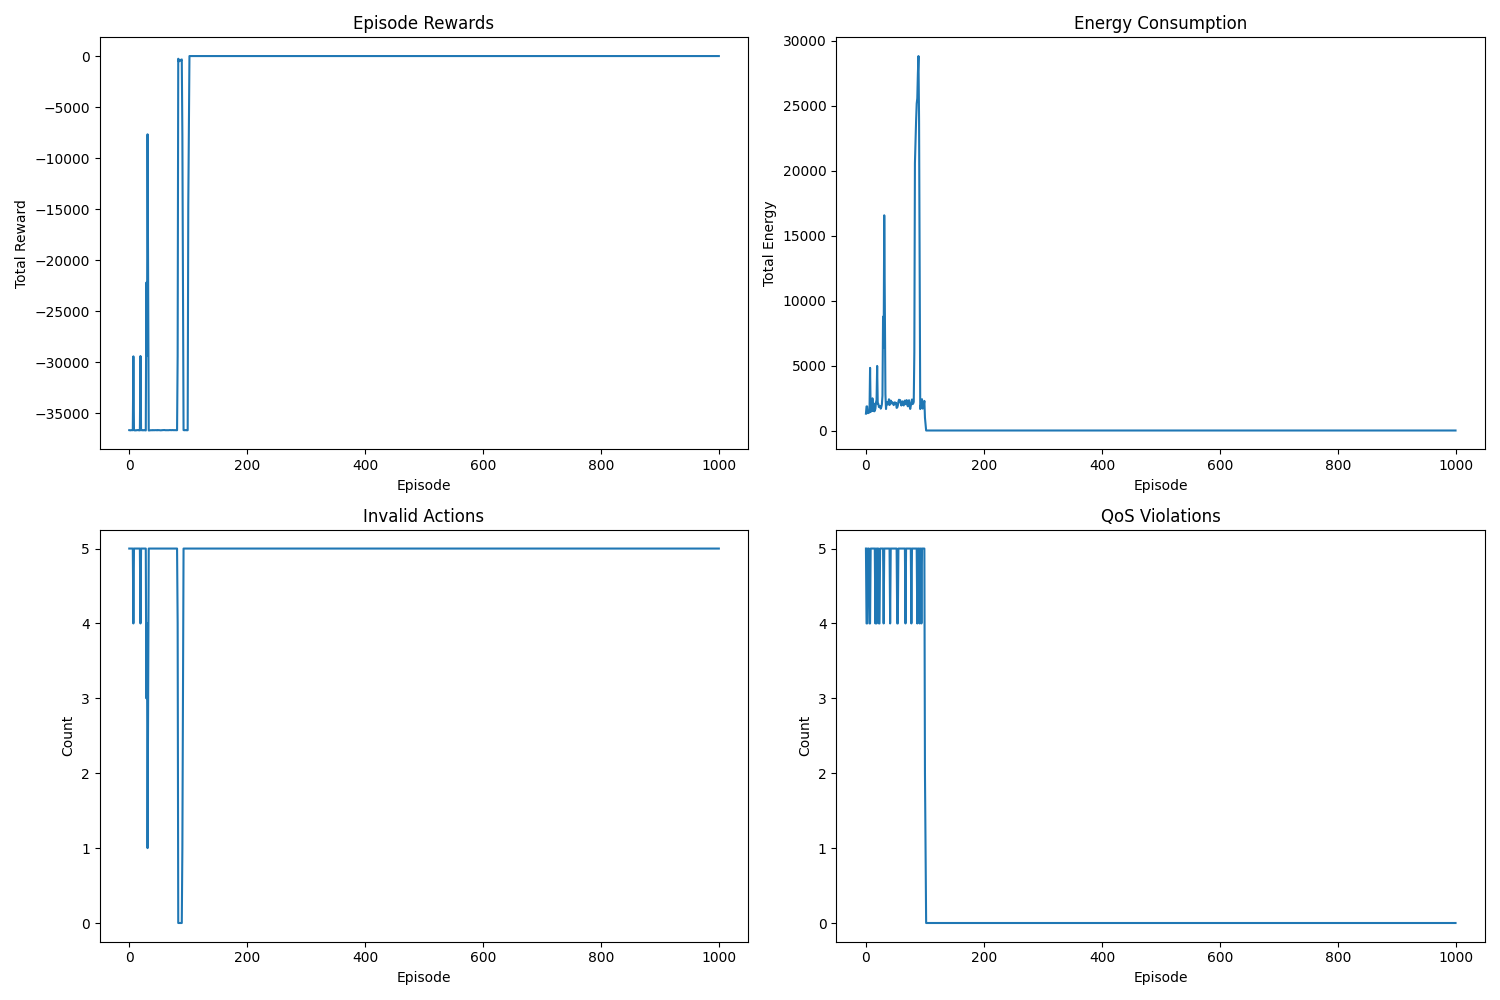 Episode Rewards
Total Reward
0
−5000
−10000
−15000
−20000
−25000
−30000
−35000
0 200 400 600 800 1000
Episode
Energy Consumption
Total Energy
30000
25000
20000
15000
10000
5000
0
0 200 400 600 800 1000
Episode
Invalid Actions
Count
5
4
3
2
1
0
0 200 400 600 800 1000
Episode
QoS Violations
Count
5
4
3
2
1
0
0 200 400 600 800 1000
Episode